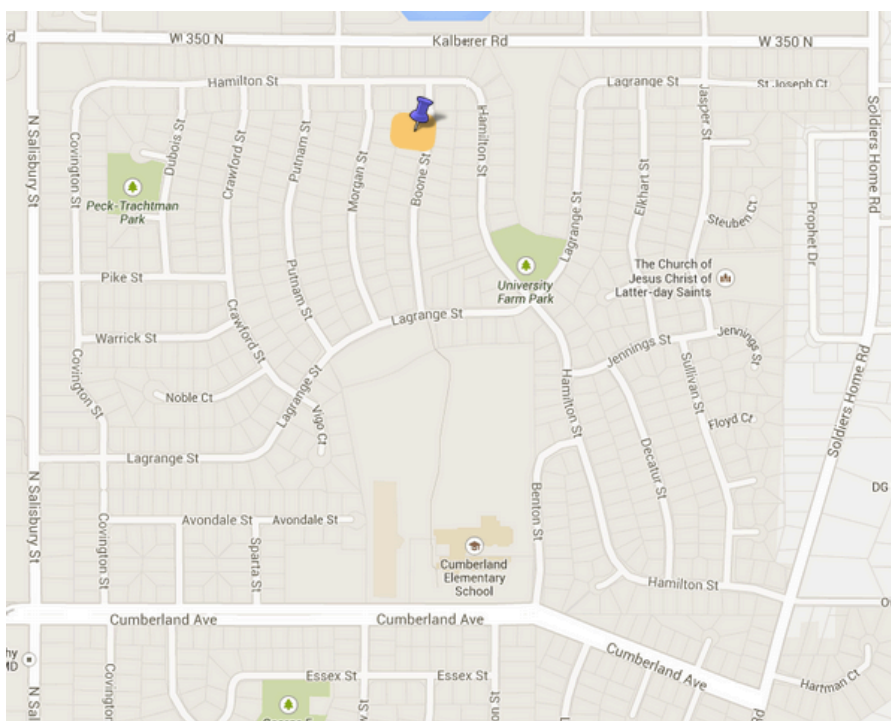 rd
W 350 N
Kalberer Rd
W 350 N
Hamilton St
Lagrange St
St Joseph Ct
N Salisbury St
Covington St
Dubois St
Crawford St
Putnam St
Morgan St
Boone St
Hamilton St
Jasper St
Soldiers Home Rd
Elkhart St
Lagrange St
Peck-Trachtman
Park
Steuben Ct
Prophet Dr
Pike St
Putnam St
University
Farm Park
The Church of
Jesus Christ of
Latter-day Saints
Lagrange St
Warrick St
Crawford St
Jennings St
Jennings St
Covington St
Noble Ct
Lagrange St
Vigo Ct
Hamilton St
Sullivan St
Floyd Ct
Soldiers Home Rd
Decatur St
Lagrange St
N Salisbury St
Benton St
DG
Covington St
Avondale St
Avondale St
Sparta St
Cumberland
Elementary
School
Hamilton St
Cumberland Ave
Cumberland Ave
Cumberland Ave
hy
MD
Covington
Essex St
Essex St
Hartman Ct
N Sal
Rd